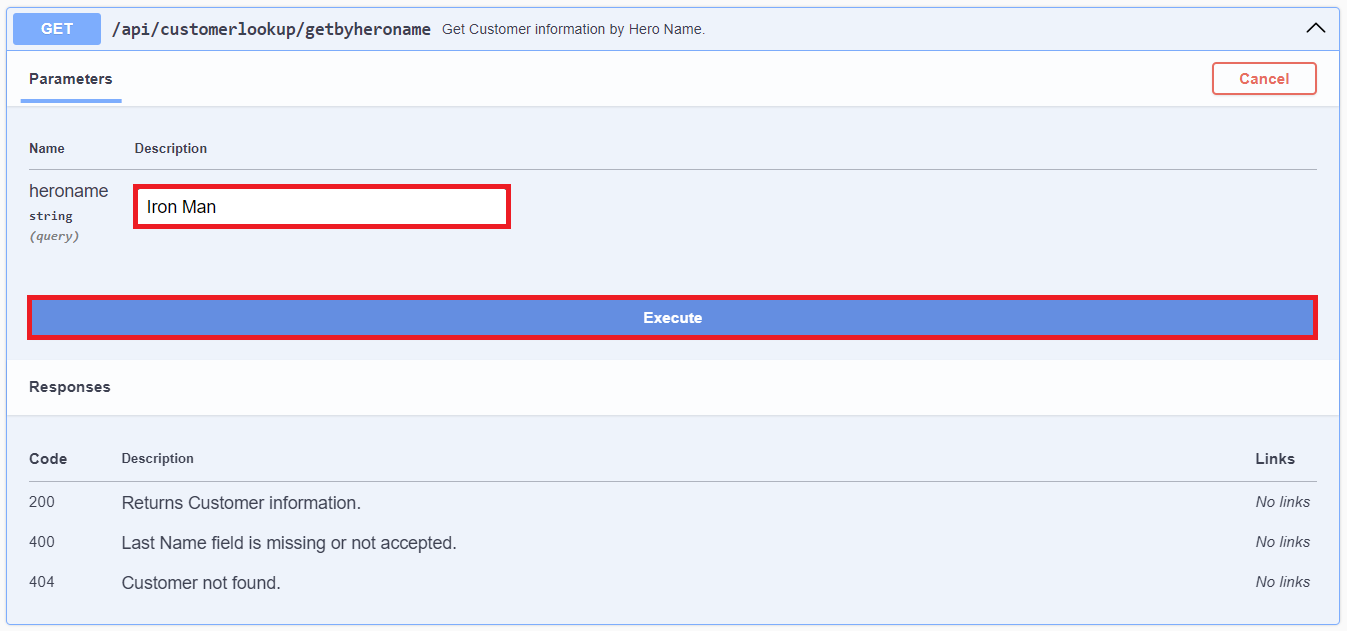 GET /api/customerlookup/getbyheroname Get Customer information by Hero Name.
Parameters Cancel
Name Description
heroname
string
(query)
Iron Man
Execute
Responses
Code Description Links
200 Returns Customer information. No links
400 Last Name field is missing or not accepted. No links
404 Customer not found. No links